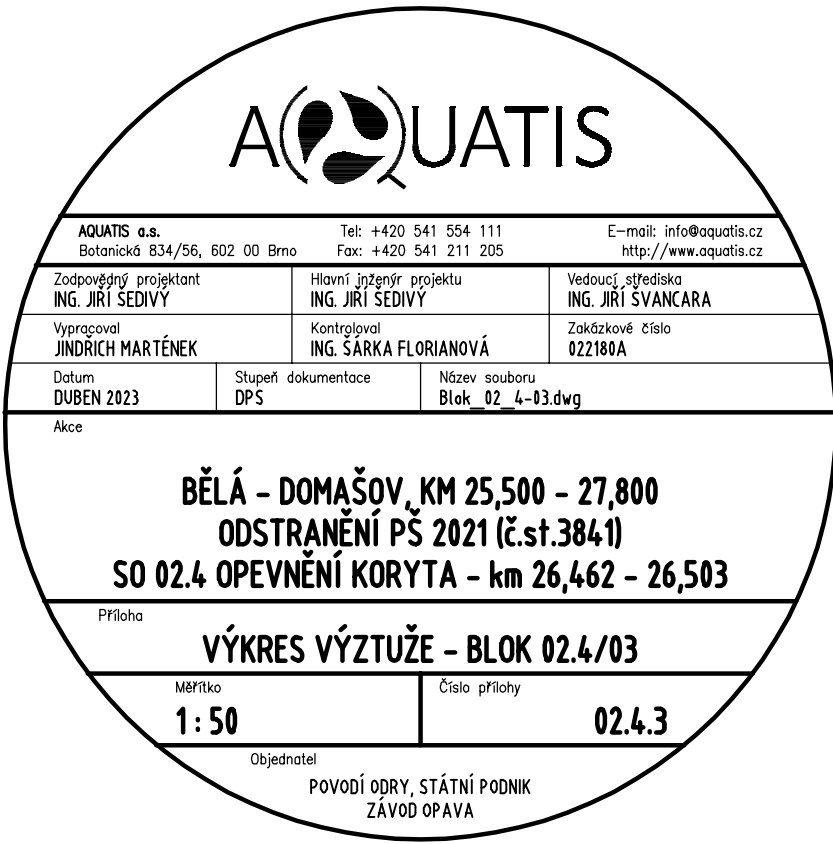 AQUATIS
AQUATIS a.s. Tel: +420 541 554 111 E-mail: info@aquatis.cz
Botanická 834/56, 602 00 Brno Fax: +420 541 211 205 http://www.aquatis.cz
Zodpovědný projektant Hlavní inženýr projektu Vedoucí střediska
ING. JIŘÍ ŠEDIVÝ ING. JIŘÍ ŠEDIVÝ ING. JIŘÍ ŠVANCARA
Vypracoval Kontroloval Zakázkové číslo
JINDŘICH MARTÉNEK ING. ŠÁRKA FLORIANOVÁ 022180A
Datum Stupeň dokumentace Název souboru
DUBEN 2023 DPS Blok_02_4-03.dwg
Akce
BĚLÁ - DOMAŠOV, KM 25,500 - 27,800
ODSTRANĚNÍ PŠ 2021 (č.st.3841)
SO 02.4 OPEVNĚNÍ KORYTA - km 26,462 - 26,503
Příloha
VÝKRES VÝZTUŽE - BLOK 02.4/03
Měřítko Číslo přílohy
1:50 02.4.3
Objednatel
POVODÍ ODRY, STÁTNÍ PODNIK
ZÁVOD OPAVA